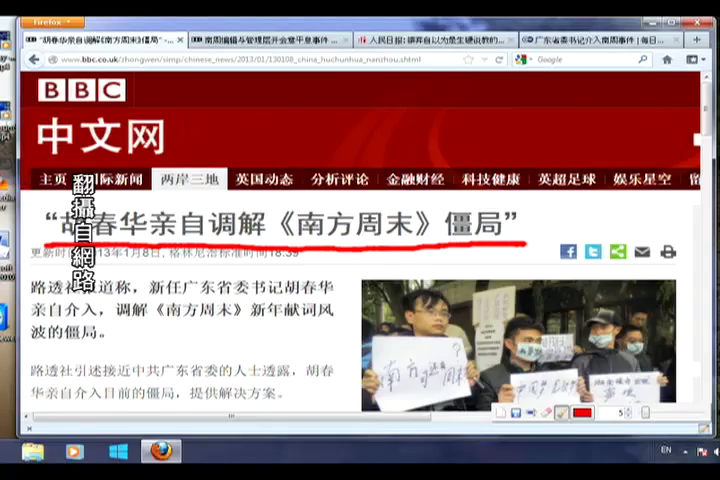 firefox
"胡春华亲自调解《南方周末》僵局" -...
南周编辑与管理层开会意平息事件 ...
人民日报: 摒弃自以为是生硬说教的...
广东省委书记介入南周事件 | 每日...
www.bbc.co.uk/zhongwen/simp/chinese_news/2013/01/130108_china_huchunhua_nanzhou.shtml
Google
BBC
中文网
主页 国际新闻 两岸三地 英国动态 分析评论 金融财经 科技健康 英超足球 娱乐星空 留
翻攝自網路
“胡春华亲自调解《南方周末》僵局”
更新时 13年1月8日, 格林尼治标准时间18:39
路透社 道称，新任广东省委书记胡春华
亲自介入，调解《南方周末》新年献词风
波的僵局。
路透社引述接近中共广东省委的人士透露，胡春
华亲自介入目前的僵局，提供解决方案。
南方 周末
5
EN